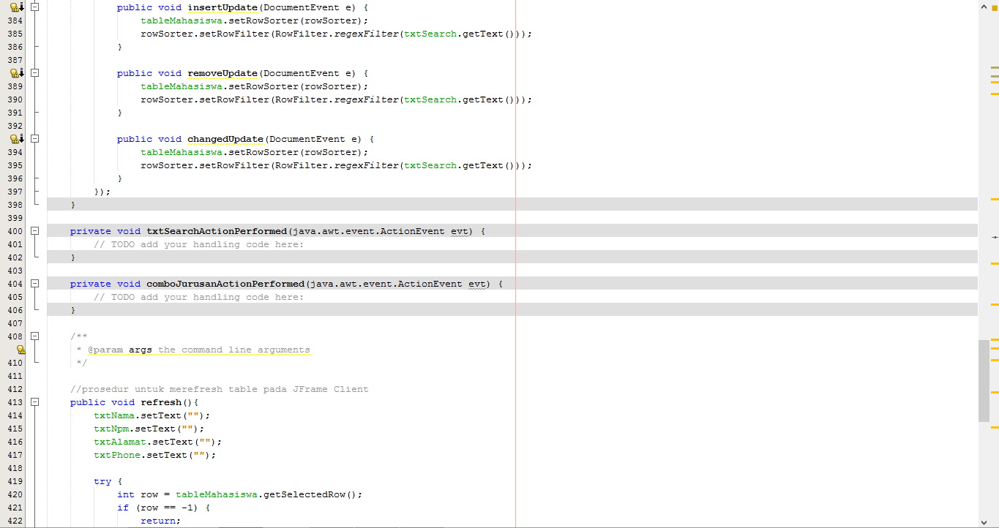 public void insertUpdate(DocumentEvent e) {
384 tableMahasiswa.setRowSorter(rowSorter);
385 rowSorter.setRowFilter(RowFilter.regexFilter(txtSearch.getText()));
386 }
387
public void removeUpdate(DocumentEvent e) {
389 tableMahasiswa.setRowSorter(rowSorter);
390 rowSorter.setRowFilter(RowFilter.regexFilter(txtSearch.getText()));
391 }
392
public void changedUpdate(DocumentEvent e) {
394 tableMahasiswa.setRowSorter(rowSorter);
395 rowSorter.setRowFilter(RowFilter.regexFilter(txtSearch.getText()));
396 }
397 });
398 }
399
400 private void txtSearchActionPerformed(java.awt.event.ActionEvent evt) {
401 // TODO add your handling code here:
402 }
403
404 private void comboJurusanActionPerformed(java.awt.event.ActionEvent evt) {
405 // TODO add your handling code here:
406 }
407
408 /**
* @param args the command line arguments
410 */
411
412 //prosedur untuk merefresh table pada JFrame Client
413 public void refresh(){
414 txtNama.setText("");
415 txtNpm.setText("");
416 txtAlamat.setText("");
417 txtPhone.setText("");
418
419 try {
420 int row = tableMahasiswa.getSelectedRow();
421 if (row == -1) {
422 return;